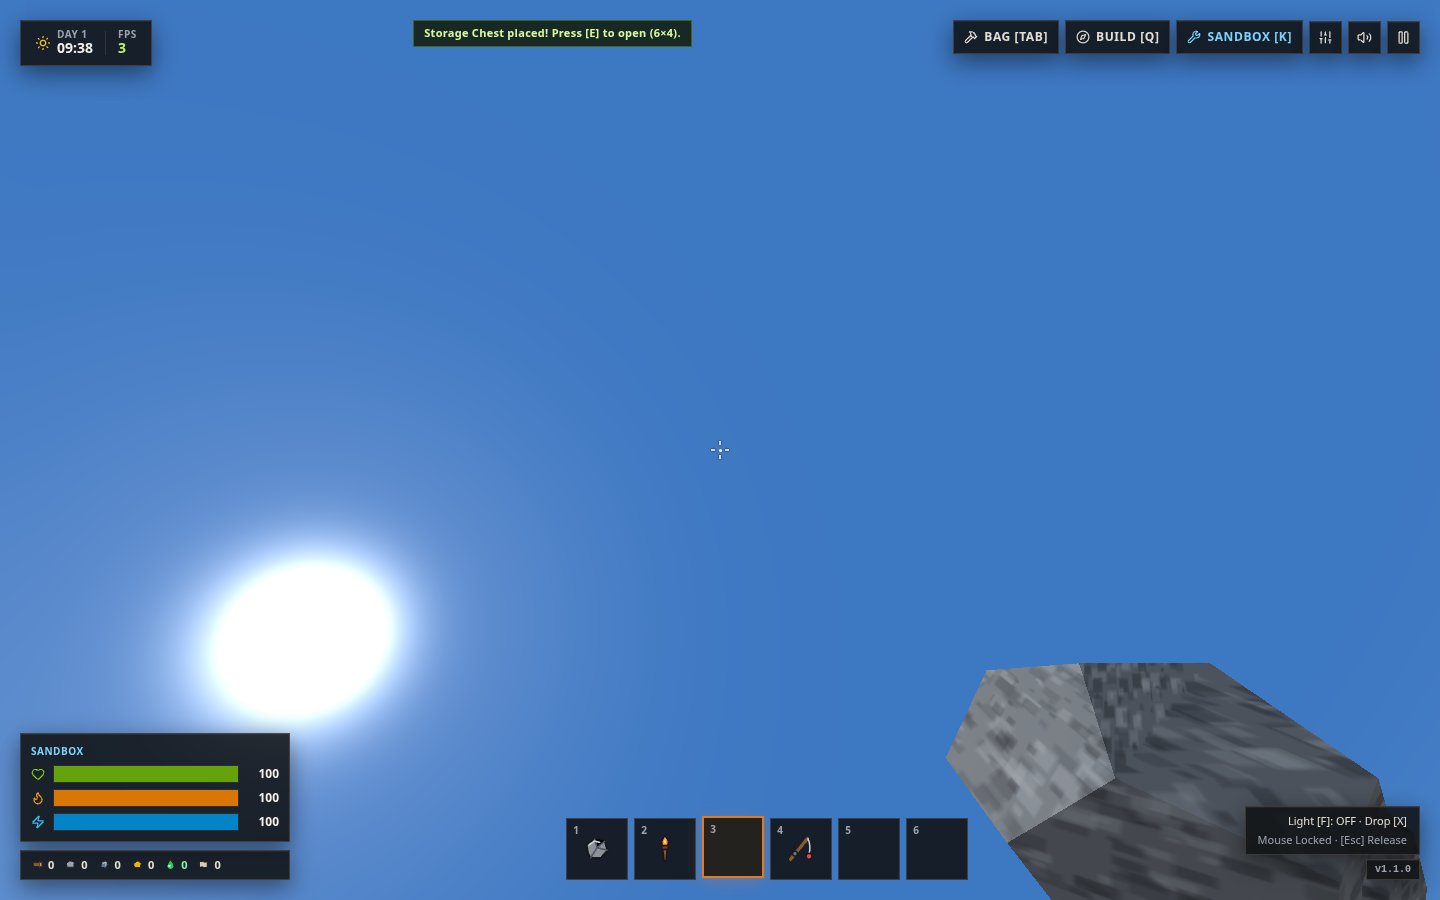 DAY 1
09:38
FPS
3
Storage Chest placed! Press [E] to open (6×4).
BAG [TAB]
BUILD [Q]
SANDBOX [K]
SANDBOX
100
100
100
0 0 0 0 0 0
1 2 3 4 5 6
Light [F]: OFF · Drop [X]
Mouse Locked · [Esc] Release
v1.1.0